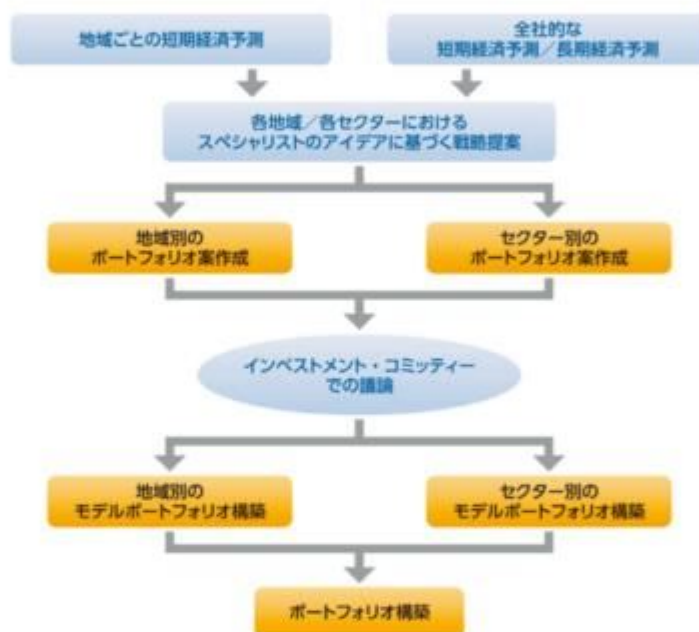 地域ごとの短期経済予測
全社的な
短期経済予測／長期経済予測
各地域／各セクターにおける
スペシャリストのアイデアに基づく戦略提案
地域別の
ポートフォリオ案作成
セクター別の
ポートフォリオ案作成
インベストメント・コミッティー
での議論
地域別の
モデルポートフォリオ構築
セクター別の
モデルポートフォリオ構築
ポートフォリオ構築